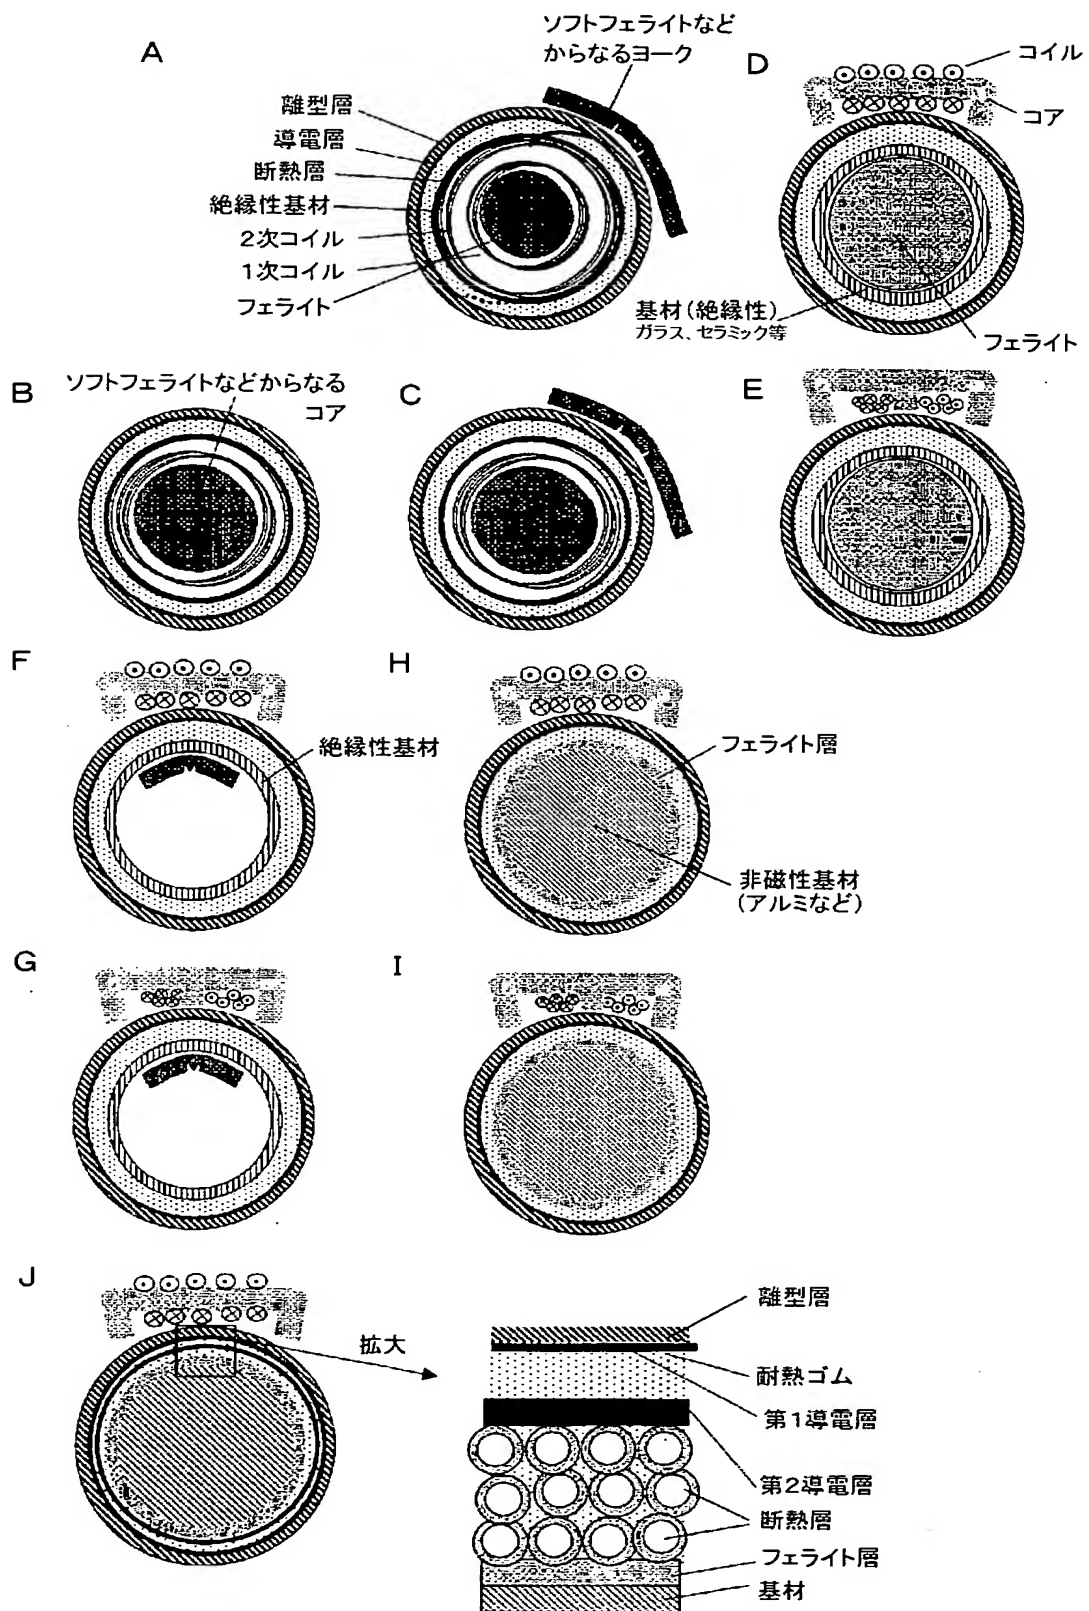 A
ソフトフェライトなど
からなるヨーク
離型層
導電層
断熱層
絶縁性基材
2次コイル
1次コイル
フェライト
D
コイル
コア
基材(絶縁性)
ガラス、セラミック等
フェライト
B
ソフトフェライトなどからなる
コア
C
E
F
絶縁性基材
H
フェライト層
非磁性基材
(アルミなど)
G
I
J
拡大
離型層
耐熱ゴム
第1導電層
第2導電層
断熱層
フェライト層
基材